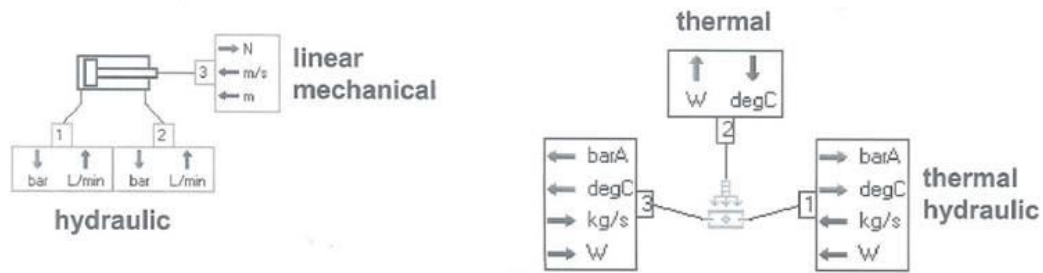 N
m/s
m
3
linear
mechanical
1
2
bar L/min bar L/min
hydraulic
thermal
W degC
2
barA
degC
kg/s
W
3
1
barA
degC
kg/s
W
thermal
hydraulic